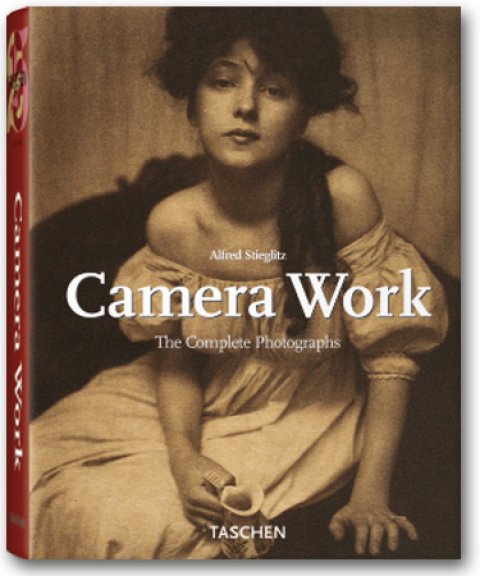 Alfred Stieglitz
Camera Work
The Complete Photographs
TASCHEN
Camera Work